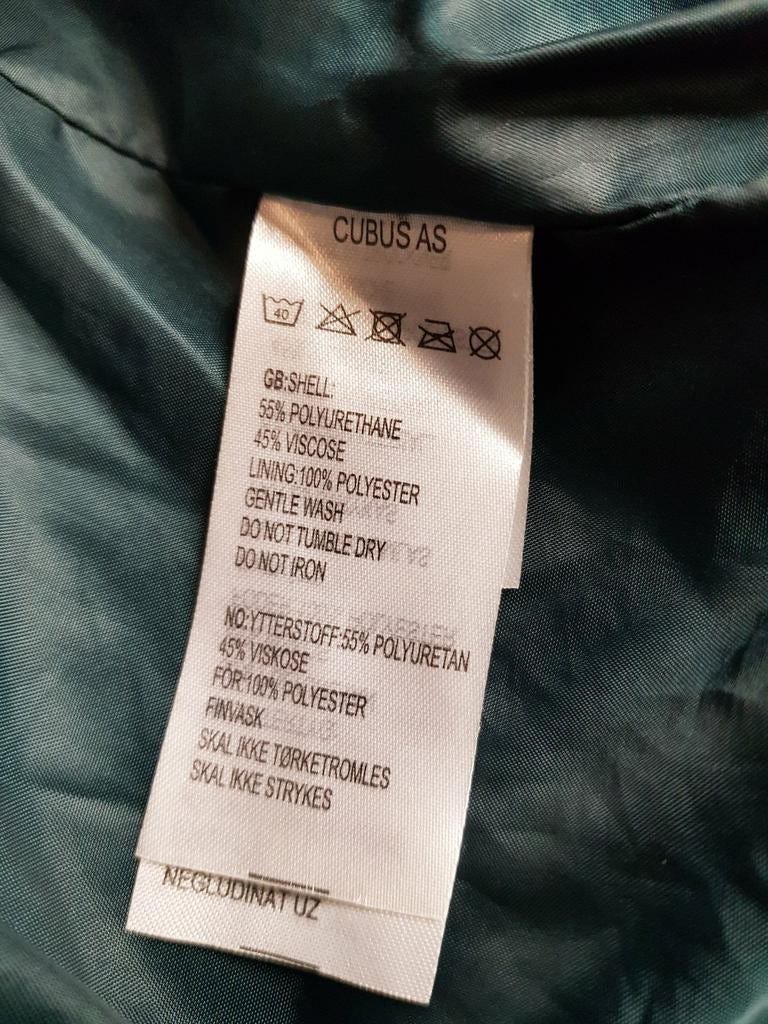 CUBUS AS
40
GB:SHELL:
55% POLYURETHANE
45% VISCOSE
LINING:100% POLYESTER
GENTLE WASH
DO NOT TUMBLE DRY
DO NOT IRON
NO:YTTERSTOFF:55% POLYURETAN
45% VISKOSE
FÔR:100% POLYESTER
FINVASK
SKAL IKKE TØRKETROMLES
SKAL IKKE STRYKES
NEGLUDINAT UZ